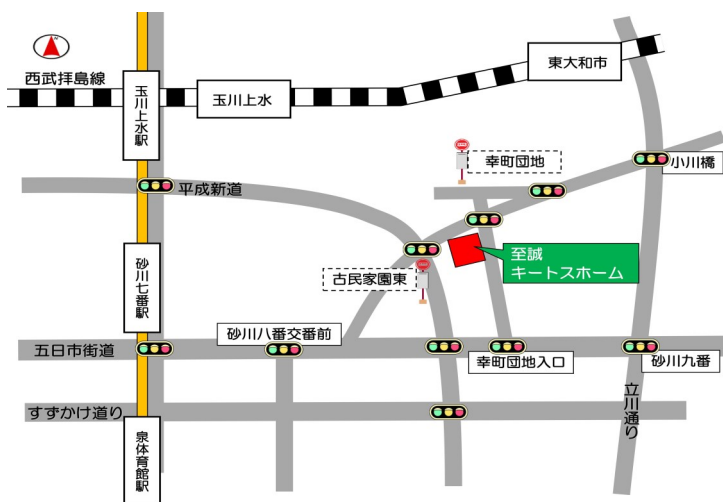 西武拝島線
玉川上水駅
玉川上水
東大和市
幸町団地
小川橋
平成新道
至誠
キートスホーム
古民家園東
砂川七番駅
砂川八番交番前
五日市街道
幸町団地入口
砂川九番
すずかけ道り
立川通り
泉体育館駅